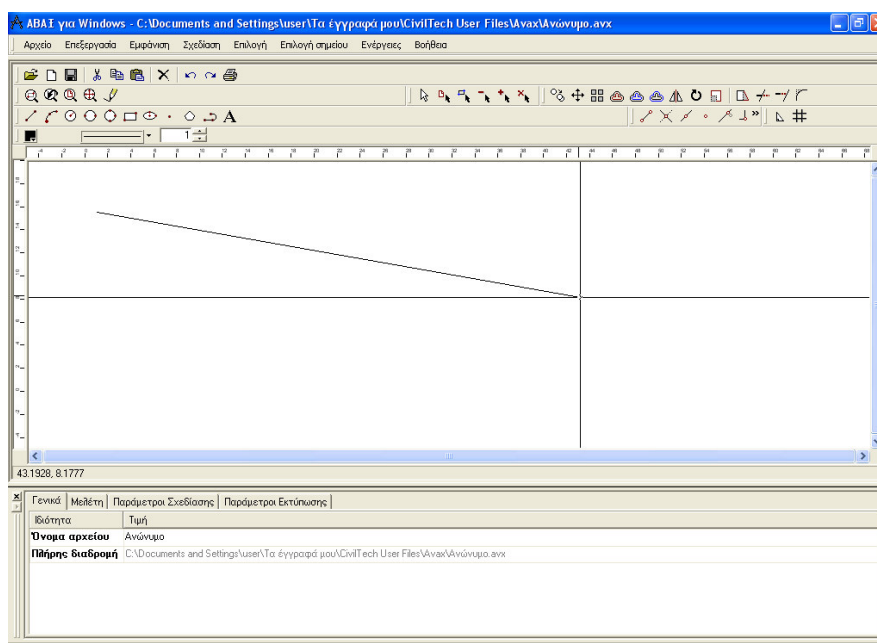 ΑΒΑΞ για Windows - C:\Documents and Settings\user\Τα έγγραφά μου\CivilTech User Files\Avax\Ανώνυμο.avx
Αρχείο Επεξεργασία Εμφάνιση Σχεδίαση Επιλογή Επιλογή σημείου Ενέργειες Βοήθεια
A
1
43.1928, 8.1777
Γενικά Μελέτη Παράμετροι Σχεδίασης Παράμετροι Εκτύπωσης
Ιδιότητα Τιμή
Όνομα αρχείου Ανώνυμο
Πλήρης διαδρομή C:\Documents and Settings\user\Τα έγγραφά μου\CivilTech User Files\Avax\Ανώνυμο.avx